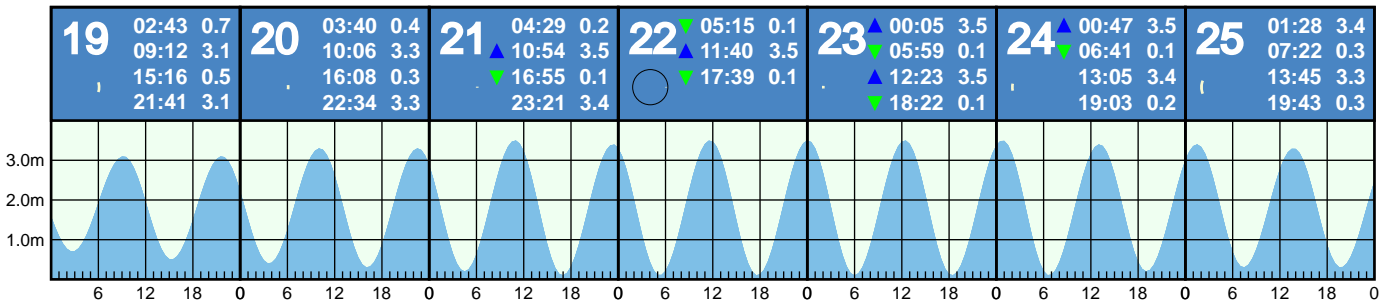 19
02:43 0.7
09:12 3.1
15:16 0.5
21:41 3.1
20
03:40 0.4
10:06 3.3
16:08 0.3
22:34 3.3
21
04:29 0.2
▲ 10:54 3.5
▼ 16:55 0.1
23:21 3.4
22
▼ 05:15 0.1
▲ 11:40 3.5
▼ 17:39 0.1
23
▲ 00:05 3.5
▼ 05:59 0.1
▲ 12:23 3.5
▼ 18:22 0.1
24
▲ 00:47 3.5
▼ 06:41 0.1
13:05 3.4
19:03 0.2
25
01:28 3.4
07:22 0.3
13:45 3.3
19:43 0.3
3.0m
2.0m
1.0m
6 12 18 0 6 12 18 0 6 12 18 0 6 12 18 0 6 12 18 0 6 12 18 0 6 12 18 0